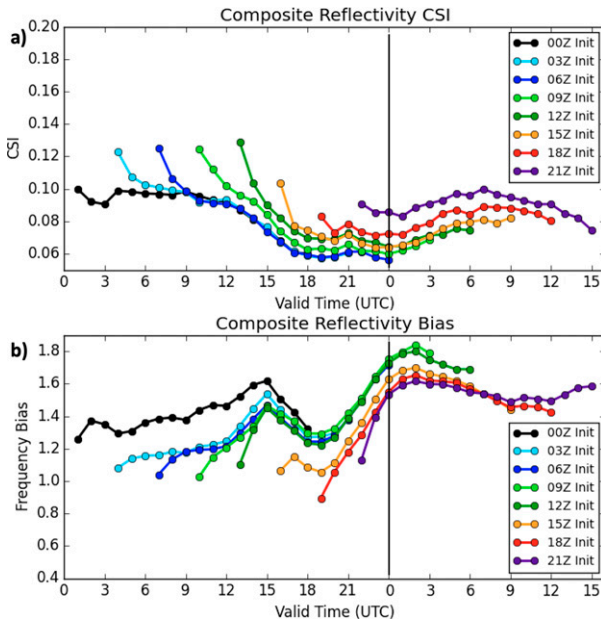 Composite Reflectivity CSI
a)
0.20
0.18
0.16
0.14
0.12
0.10
0.08
0.06
CSI
00Z Init
03Z Init
06Z Init
09Z Init
12Z Init
15Z Init
18Z Init
21Z Init
0 3 6 9 12 15 18 21 0 3 6 9 12 15
Valid Time (UTC)
Composite Reflectivity Bias
b)
1.8
1.6
1.4
1.2
1.0
0.8
0.6
0.4
Frequency Bias
00Z Init
03Z Init
06Z Init
09Z Init
12Z Init
15Z Init
18Z Init
21Z Init
0 3 6 9 12 15 18 21 0 3 6 9 12 15
Valid Time (UTC)